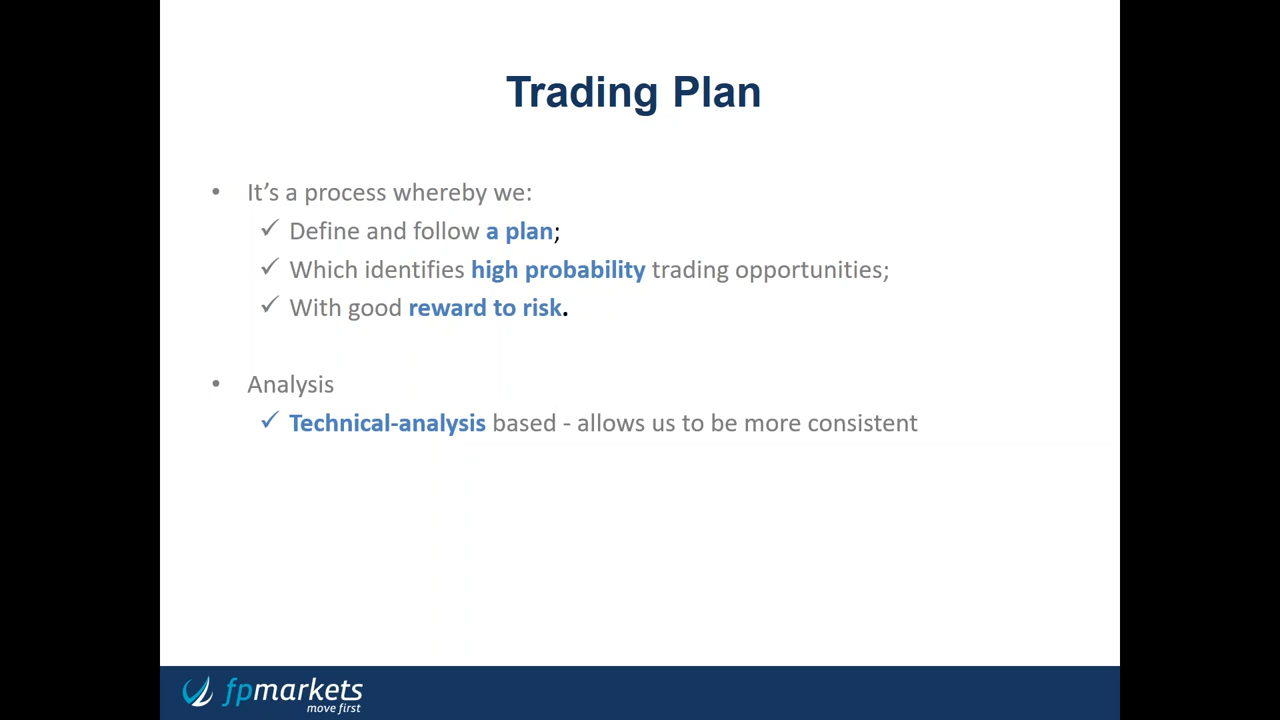 Trading Plan
• It’s a process whereby we:
✓ Define and follow a plan;
✓ Which identifies high probability trading opportunities;
✓ With good reward to risk.
• Analysis
✓ Technical-analysis based - allows us to be more consistent
fpmarkets
move first